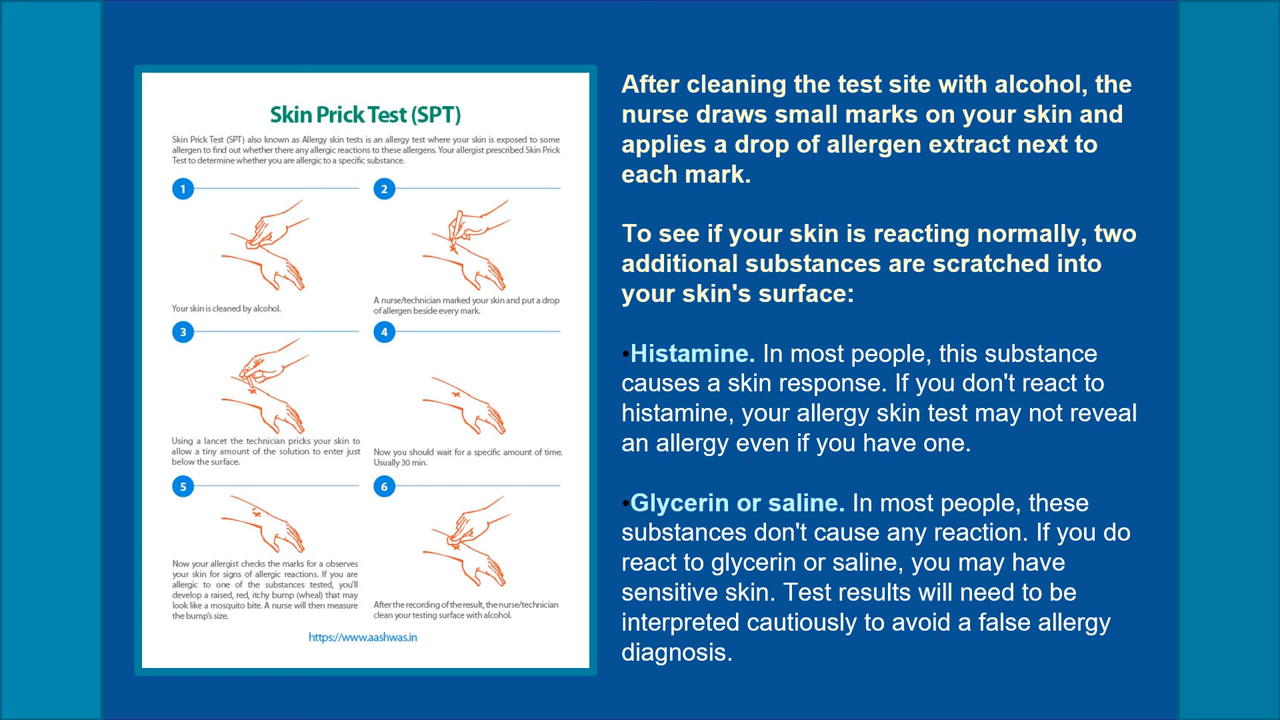 Skin Prick Test (SPT)
Skin Prick Test (SPT) also known as Allergy skin tests is an allergy test where your skin is exposed to some
allergen to find out whether there any allergic reactions to these allergens. Your allergist prescribed Skin Prick
Test to determine whether you are allergic to a specific substance.
1
Your skin is cleaned by alcohol.
2
A nurse/technician marked your skin and put a drop
of allergen beside every mark.
3
Using a lancet the technician pricks your skin to
allow a tiny amount of the solution to enter just
below the surface.
4
Now you should wait for a specific amount of time.
Usually 30 min.
5
Now your allergist checks the marks for a observes
your skin for signs of allergic reactions. If you are
allergic to one of the substances tested, you'll
develop a raised, red, itchy bump (wheal) that may
look like a mosquito bite. A nurse will then measure
the bump's size.
6
After the recording of the result, the nurse/technician
clean your testing surface with alcohol.
https://www.aashwas.in
After cleaning the test site with alcohol, the
nurse draws small marks on your skin and
applies a drop of allergen extract next to
each mark.
To see if your skin is reacting normally, two
additional substances are scratched into
your skin's surface:
•Histamine. In most people, this substance
causes a skin response. If you don't react to
histamine, your allergy skin test may not reveal
an allergy even if you have one.
•Glycerin or saline. In most people, these
substances don't cause any reaction. If you do
react to glycerin or saline, you may have
sensitive skin. Test results will need to be
interpreted cautiously to avoid a false allergy
diagnosis.